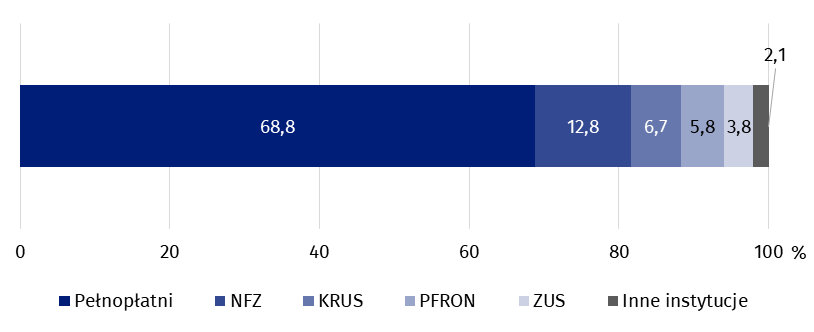 2,1
68,8 12,8 6,7 5,8 3,8
0 20 40 60 80 100 %
Pełnopłatni NFZ KRUS PFRON ZUS Inne instytucje